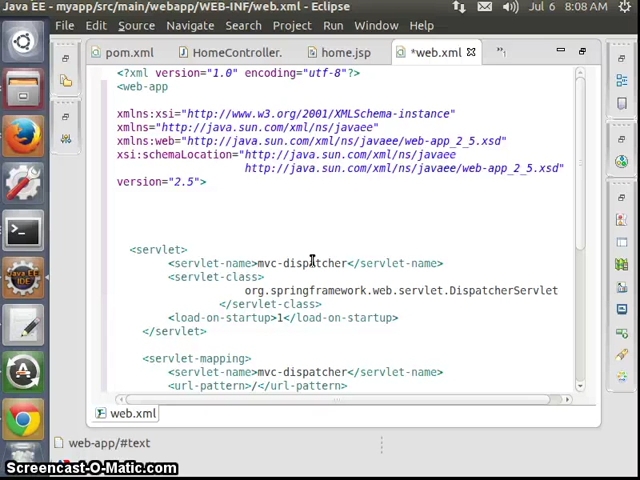 Java EE - myapp/src/main/webapp/WEB-INF/web.xml - Eclipse
Jul 6 8:08 AM
File Edit Source Navigate Search Project Run Window Help
pom.xml HomeController. home.jsp *web.xml
<?xml version="1.0" encoding="utf-8"?>
<web-app
xmlns:xsi="http://www.w3.org/2001/XMLSchema-instance"
xmlns="http://java.sun.com/xml/ns/javaee"
xmlns:web="http://java.sun.com/xml/ns/javaee/web-app_2_5.xsd"
xsi:schemaLocation="http://java.sun.com/xml/ns/javaee
http://java.sun.com/xml/ns/javaee/web-app_2_5.xsd"
version="2.5">
<servlet>
<servlet-name>mvc-dispatcher</servlet-name>
<servlet-class>
org.springframework.web.servlet.DispatcherServlet
</servlet-class>
<load-on-startup>1</load-on-startup>
</servlet>
<servlet-mapping>
<servlet-name>mvc-dispatcher</servlet-name>
<url-pattern>/</url-pattern>
web.xml
web-app/#text
Java EE
IDE
Screencast-O-Matic.com